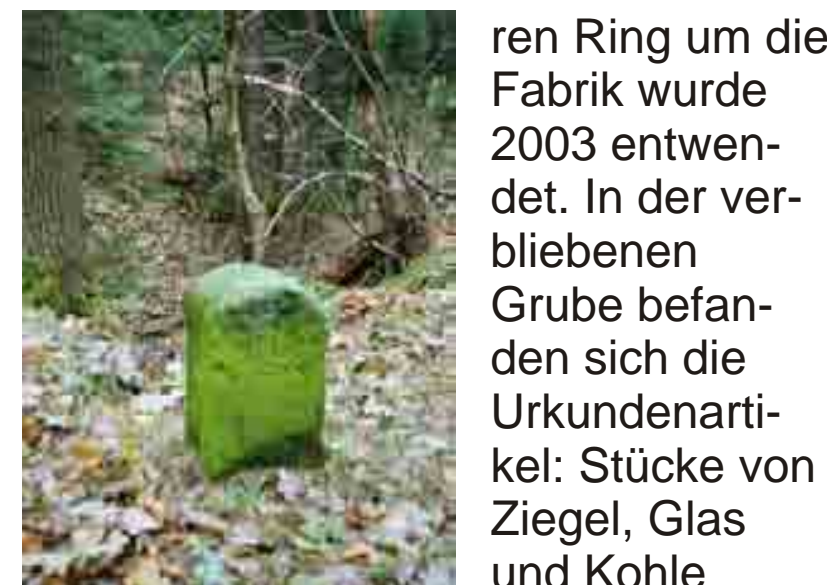 ren Ring um die
Fabrik wurde
2003 entwen-
det. In der ver-
bliebenen
Grube befan-
den sich die
Urkundenarti-
kel: Stücke von
Ziegel, Glas
und Kohle